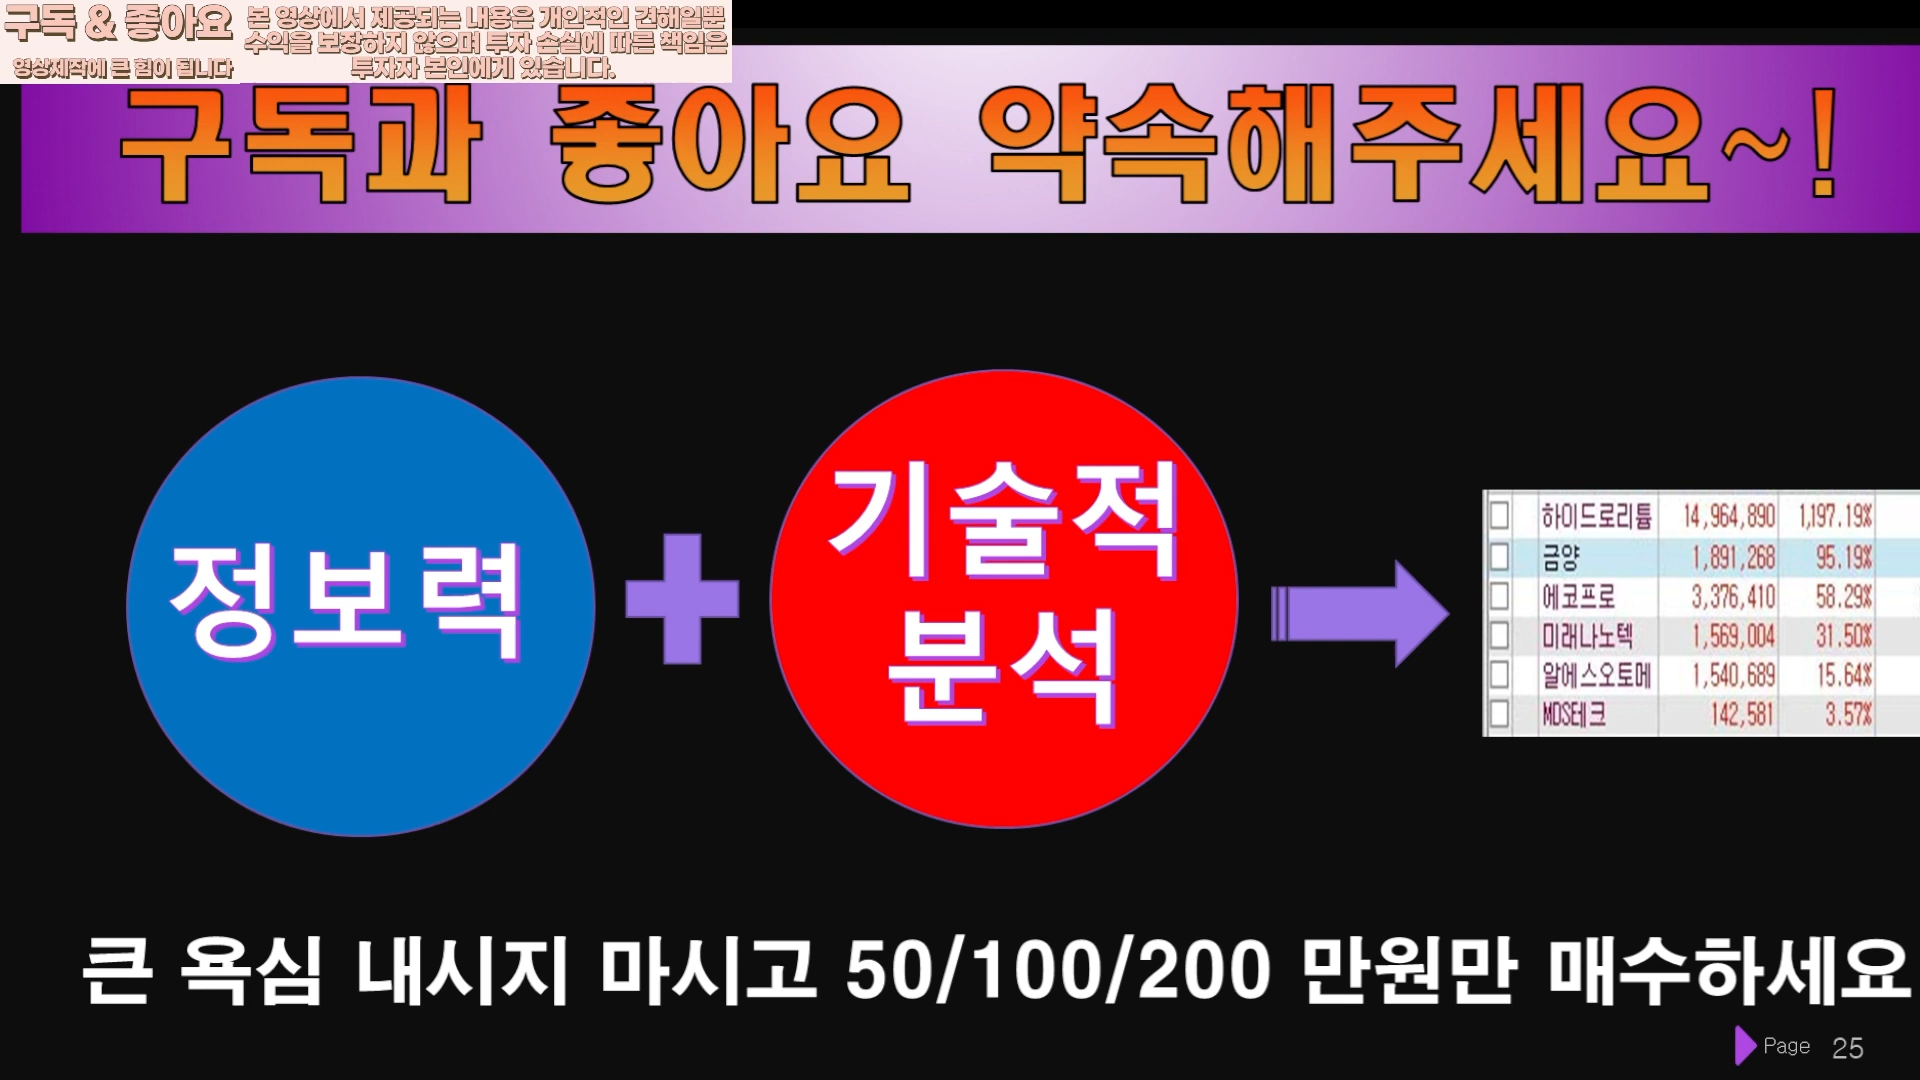 구독 & 좋아요
영상제작에 큰 힘이 됩니다
본 영상에서 제공되는 내용은 개인적인 견해일뿐
수익을 보장하지 않으며 투자 손실에 따른 책임은
투자자 본인에게 있습니다.
구독과 좋아요 약속해주세요~!
정보력
기술적
분석
하이드로리튬 14,964,890 1,197.19%
금양 1,891,268 95.19%
에코프로 3,376,410 58.29%
미래나노텍 1,569,004 31.50%
알에스오토메 1,540,689 15.64%
MDS테크 142,581 3.57%
큰 욕심 내시지 마시고 50/100/200 만원만 매수하세요
Page 25